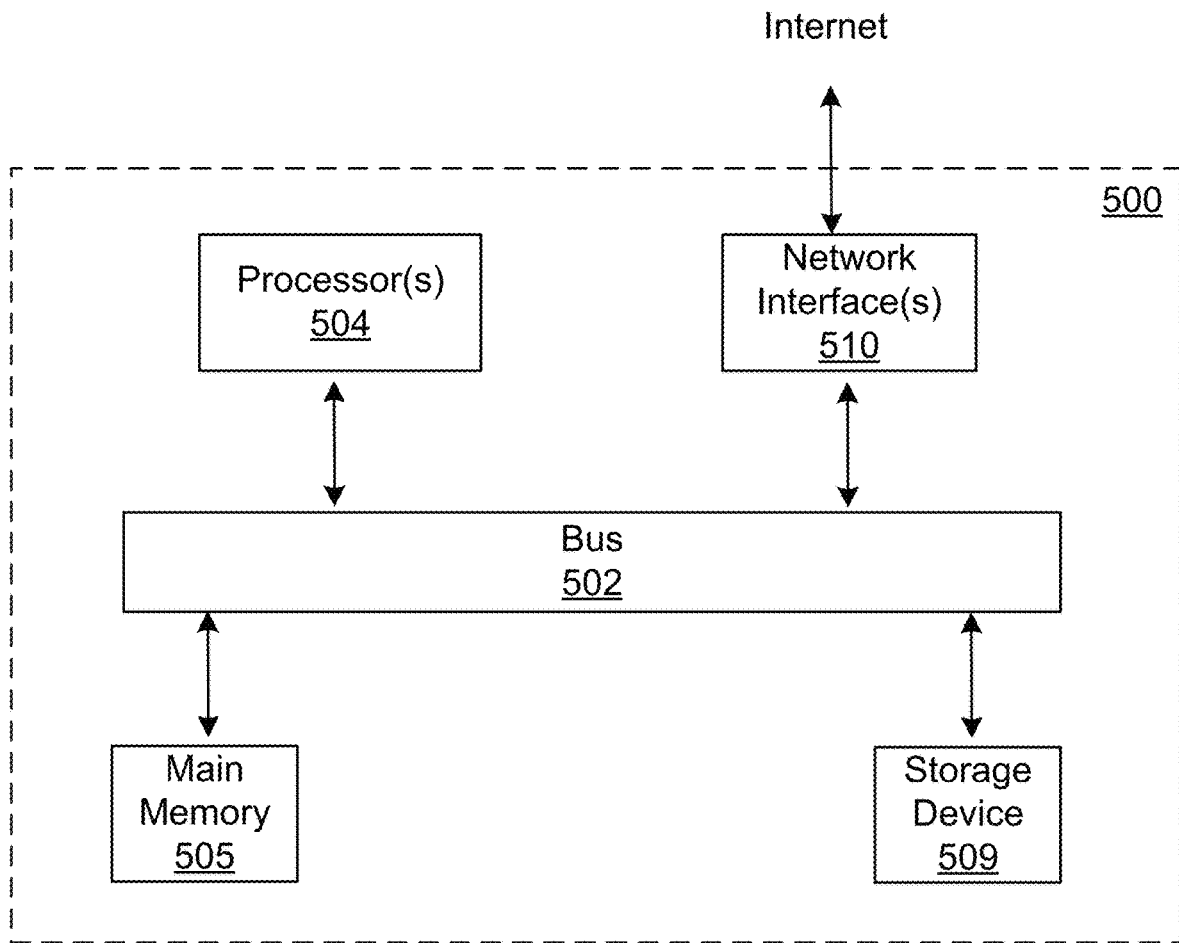 Internet
500
Processor(s)
504
Network
Interface(s)
510
Bus
502
Main
Memory
505
Storage
Device
509